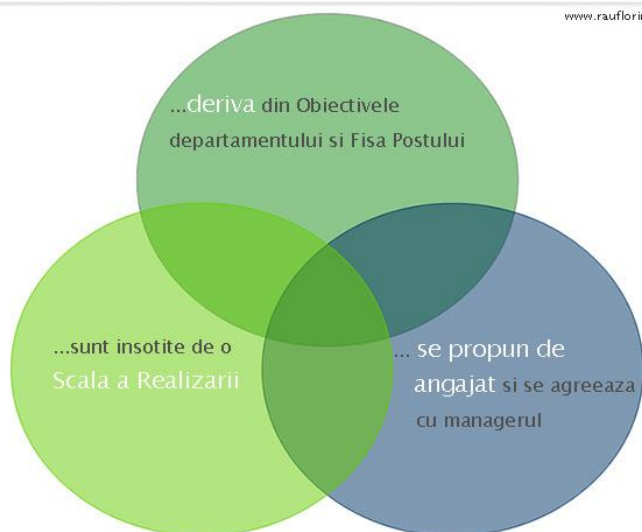 www.rauflorin
...deriva din Obiectivele
departamentului si Fisa Postului
...sunt insotite de o
Scala a Realizarii
... se propun de
angajat si se agreeaza
cu managerul